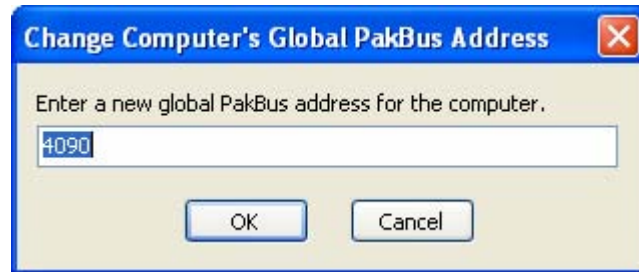 Change Computer's Global PakBus Address
Enter a new global PakBus address for the computer.
4090
OK Cancel